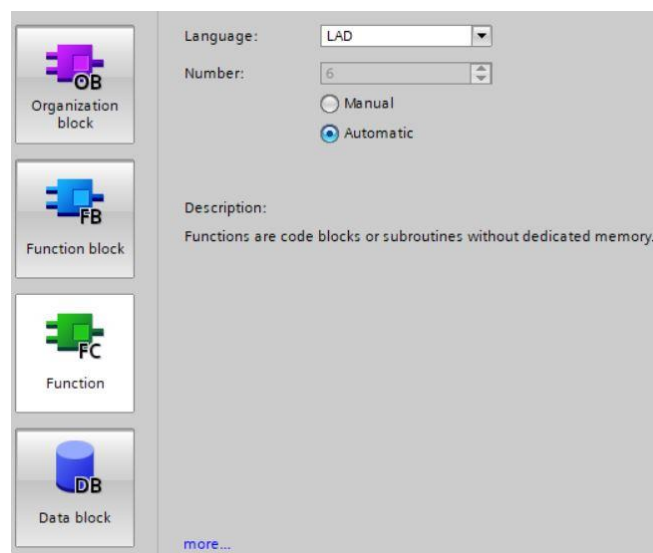 OB
Organization
block
FB
Function block
FC
Function
DB
Data block
Language:
LAD
Number:
6
Manual
Automatic
Description:
Functions are code blocks or subroutines without dedicated memory.
more...